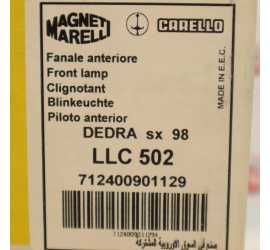 MAGNETI MARELLI CARELLO
Fanale anteriore
Front lamp
Clignotant
Blinkeuchte
Piloto anterior
MADE IN E.E.C.
DEDRA sx 98
LLC 502
712400901129
صنع في السوق الاوروبية المشتركة